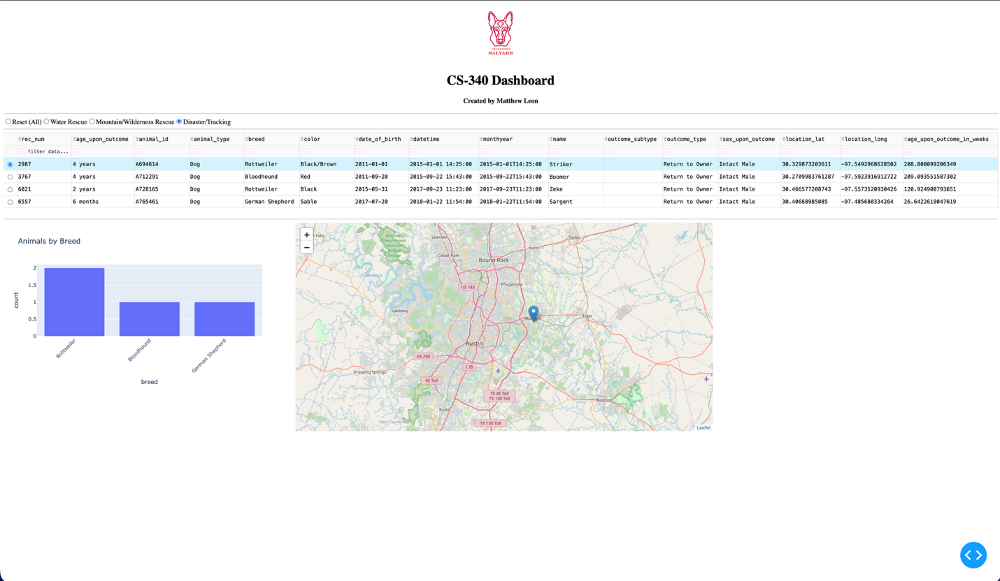 GRAZIOSO
SALVARE
CS-340 Dashboard
Created by Matthew Leon
Reset (All) Water Rescue Mountain/Wilderness Rescue Disaster/Tracking
rec_num age_upon_outcome animal_id animal_type breed color date_of_birth datetime monthyear name outcome_subtype outcome_type sex_upon_outcome location_lat location_long age_upon_outcome_in_weeks
filter data...
2987 4 years A694614 Dog Rottweiler Black/Brown 2011-01-01 2015-01-01 14:25:00 2015-01-01T14:25:00 Striker Return to Owner Intact Male 30.329873203611 -97.5492968638502 208.800099206349
3767 4 years A712291 Dog Bloodhound Red 2011-09-20 2015-09-22 15:43:00 2015-09-22T15:43:00 Boomer Return to Owner Intact Male 30.2709983761287 -97.5923916912722 209.093551587302
6021 2 years A728165 Dog Rottweiler Black 2015-05-31 2017-09-23 11:23:00 2017-09-23T11:23:00 Zeke Return to Owner Intact Male 30.466577208743 -97.5573520930426 120.924900793651
6557 6 months A765461 Dog German Shepherd Sable 2017-07-20 2018-01-22 11:54:00 2018-01-22T11:54:00 Sargent Return to Owner Intact Male 30.40668985085 -97.485680334264 26.6422619047619
Animals by Breed
2
1.5
1
0.5
0
count
Rottweiler
Bloodhound
German Shepherd
breed
+
−
e Falls
Balcones
Canyonlands
National
Wildlife
Refuge
Leander
Taylor
Hutto
Cedar Park
Round Rock
Lake Travis
US 183
Pflugerville
Lakeway
Travis County
Ma
Elgin
Austin
US 290
I 35
Dripping Springs
45 Toll
TX 45 Toll
TX 130 Toll
Bastrop
Buda
Hays County
TX 130 Toll
Leaflet